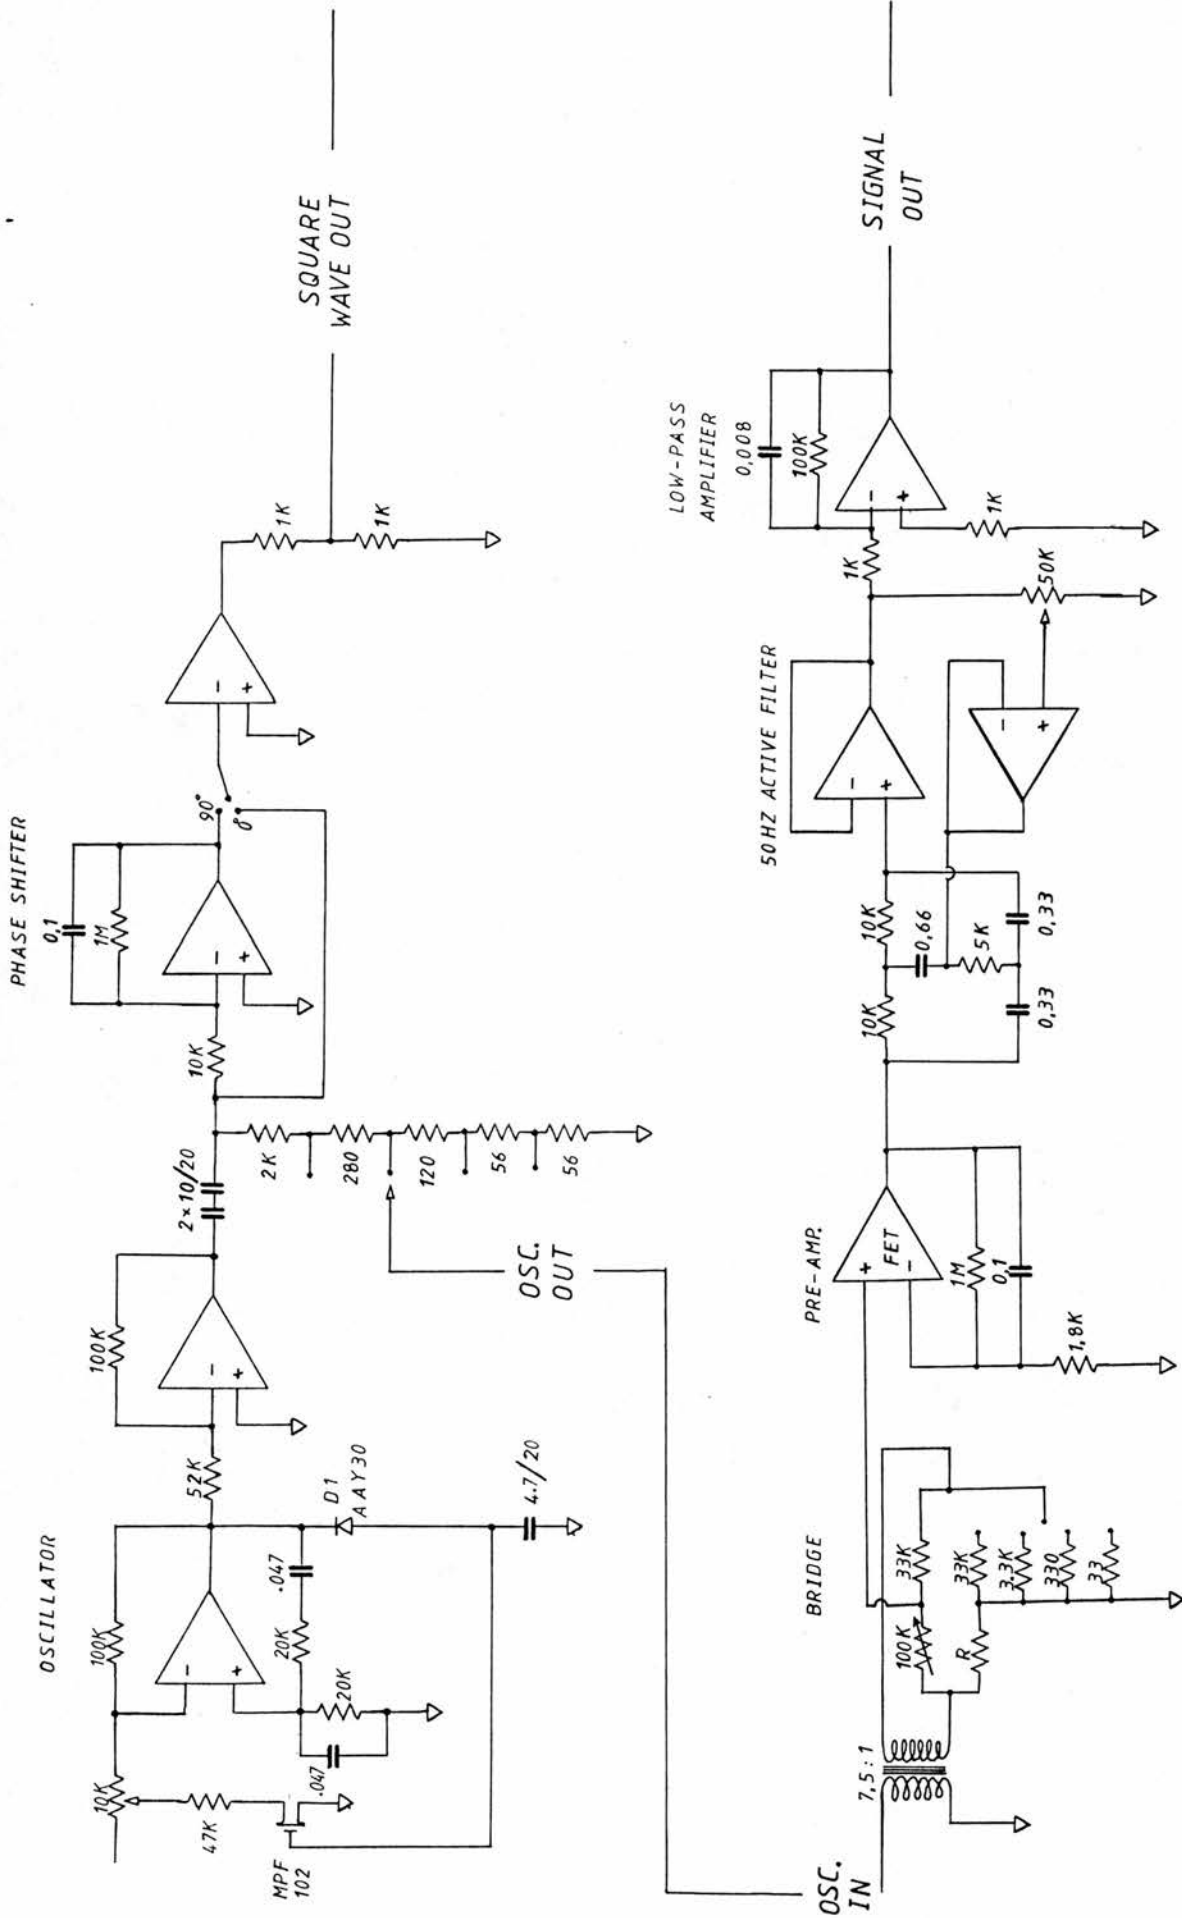 OSCILLATOR
10K
100K
47K
MPF
102
.047
20K
20K
.047
D1
AAY30
4.7/20
52K
100K
2×10/20
2K
280
120
56
56
OSC.
OUT
PHASE SHIFTER
0,1
1M
10K
90°
1K
1K
SQUARE
WAVE OUT
OSC.
IN
7,5:1
BRIDGE
100K
33K
R
33K
3.3K
330
33
PRE-AMP.
FET
1M
0,1
1,8K
50HZ ACTIVE FILTER
10K
10K
0,66
5K
0,33
0,33
50K
LOW-PASS
AMPLIFIER
0,008
100K
1K
1K
SIGNAL
OUT